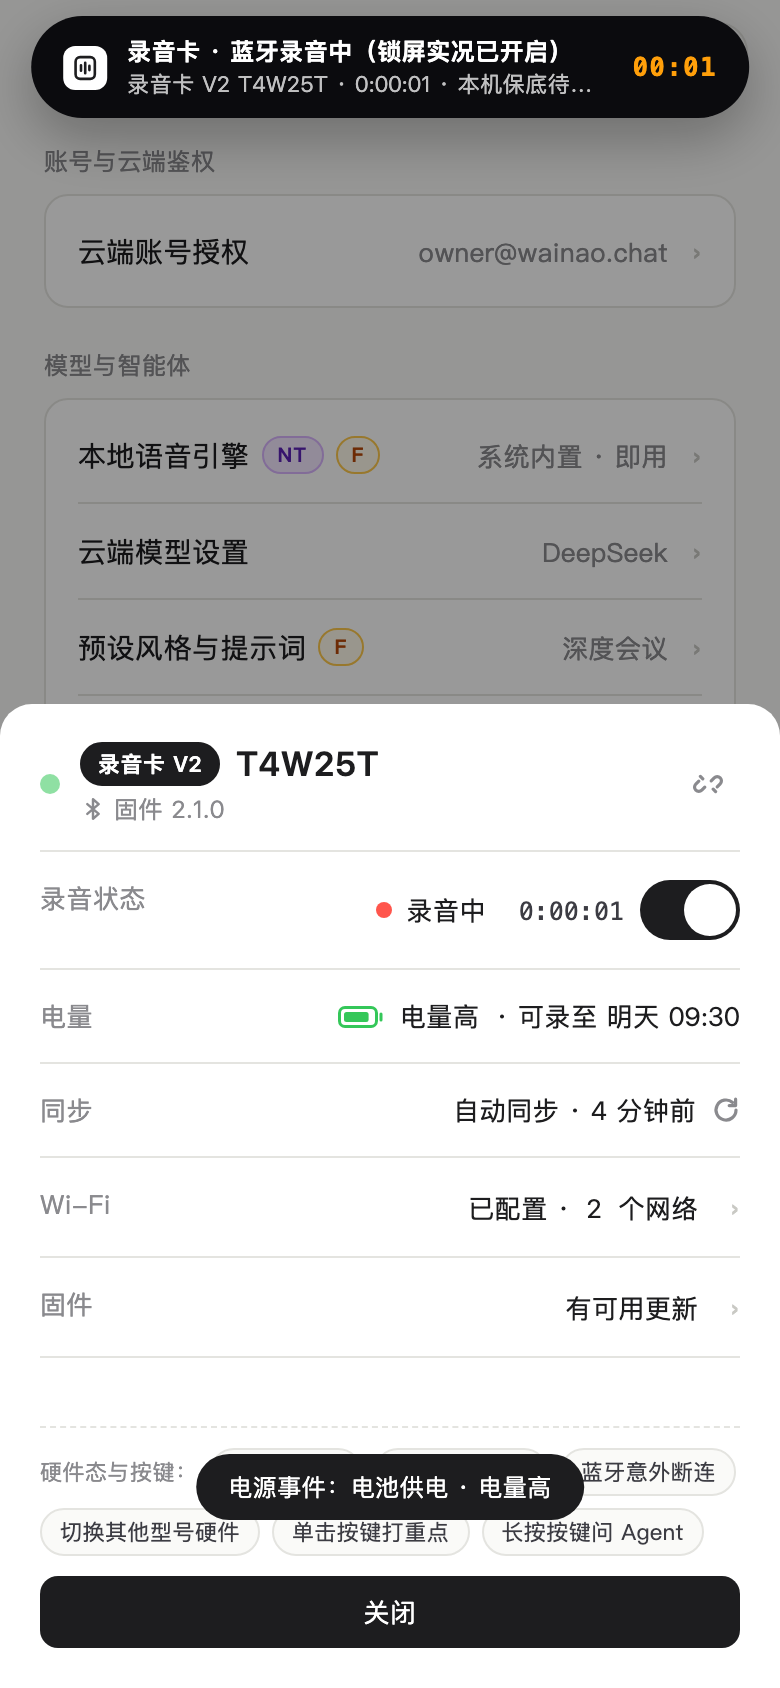 录音卡 · 蓝牙录音中（锁屏实况已开启）
录音卡 V2 T4W25T · 0:00:01 · 本机保底待...
00:01
账号与云端鉴权
云端账号授权 owner@wainao.chat
模型与智能体
本地语音引擎 NT F 系统内置 · 即用
云端模型设置 DeepSeek
预设风格与提示词 F 深度会议
录音卡 V2 T4W25T
固件 2.1.0
录音状态 录音中 0:00:01
电量 电量高 · 可录至 明天 09:30
同步 自动同步 · 4 分钟前
Wi-Fi 已配置 · 2 个网络
固件 有可用更新
硬件态与按键：
电源事件：电池供电 · 电量高
蓝牙意外断连
切换其他型号硬件 单击按键打重点 长按按键问 Agent
关闭